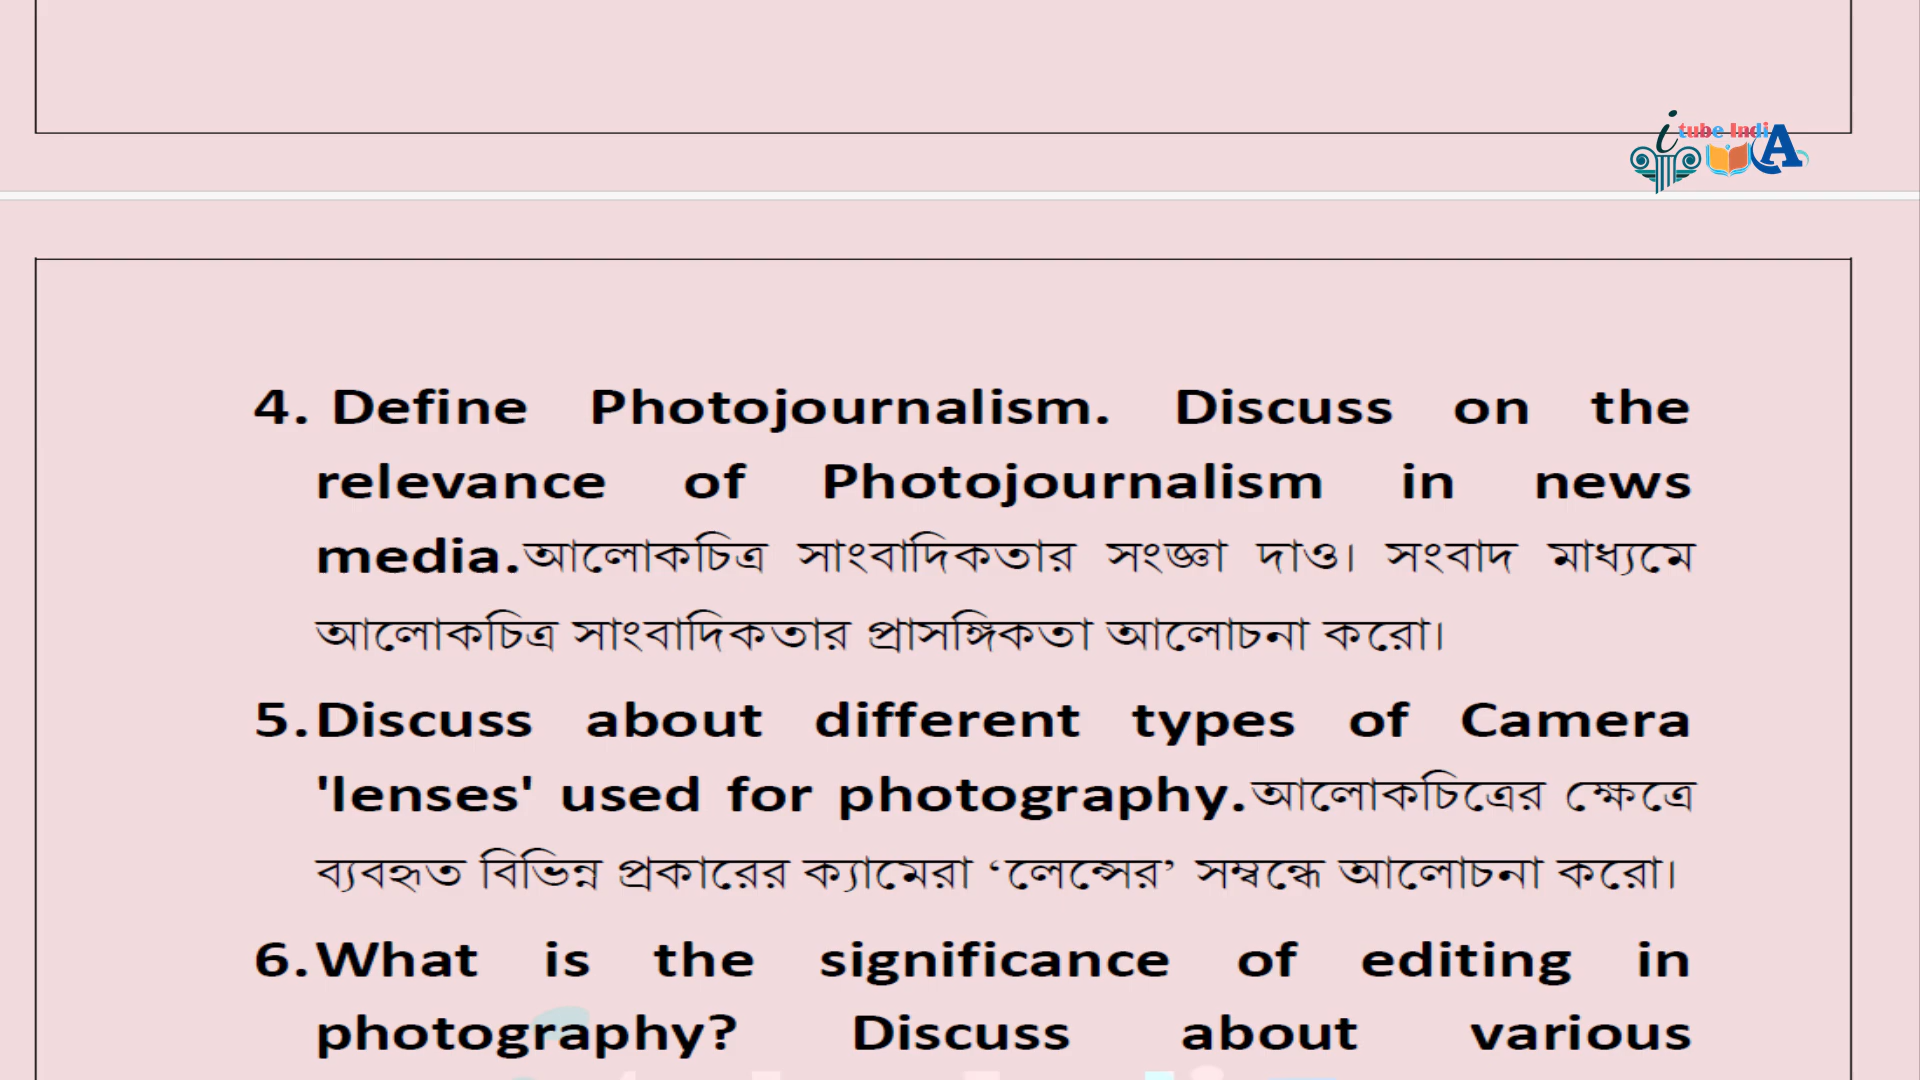 i tube IndiA
4. Define Photojournalism. Discuss on the
relevance of Photojournalism in news
media.আলোকচিত্র সাংবাদিকতার সংজ্ঞা দাও। সংবাদ মাধ্যমে
আলোকচিত্র সাংবাদিকতার প্রাসঙ্গিকতা আলোচনা করো।
5. Discuss about different types of Camera
'lenses' used for photography.আলোকচিত্রের ক্ষেত্রে
ব্যবহৃত বিভিন্ন প্রকারের ক্যামেরা ‘লেন্সের’ সম্বন্ধে আলোচনা করো।
6. What is the significance of editing in
photography? Discuss about various